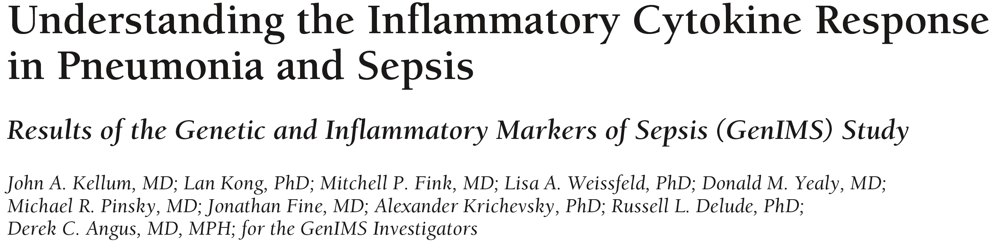 Understanding the Inflammatory Cytokine Response
in Pneumonia and Sepsis
Results of the Genetic and Inflammatory Markers of Sepsis (GenIMS) Study
John A. Kellum, MD; Lan Kong, PhD; Mitchell P. Fink, MD; Lisa A. Weissfeld, PhD; Donald M. Yealy, MD;
Michael R. Pinsky, MD; Jonathan Fine, MD; Alexander Krichevsky, PhD; Russell L. Delude, PhD;
Derek C. Angus, MD, MPH; for the GenIMS Investigators